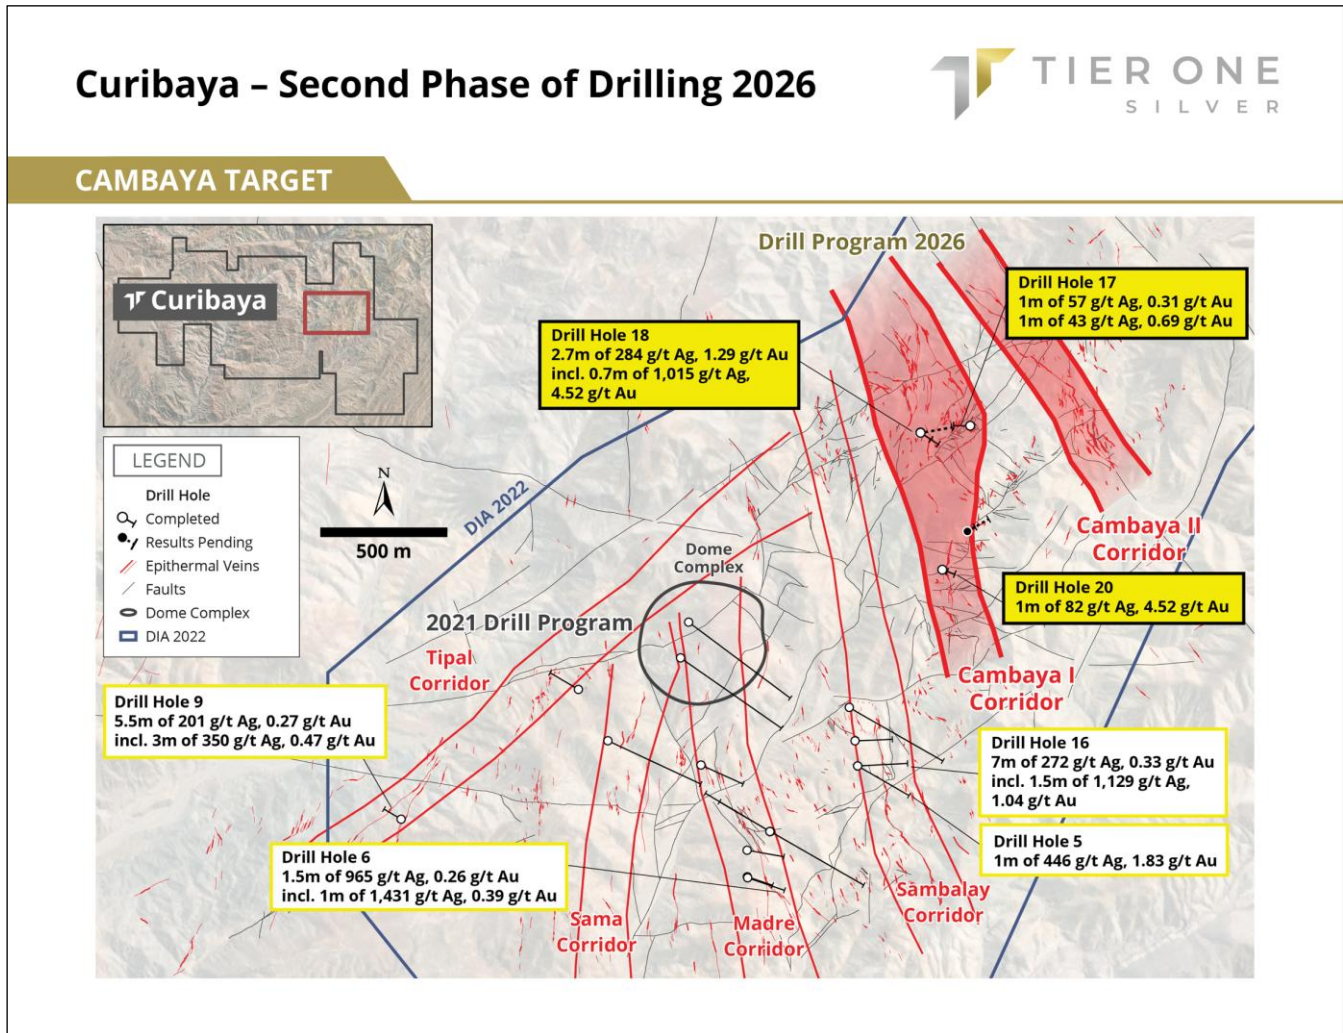 Curibaya – Second Phase of Drilling 2026
TIER ONE
SILVER
CAMBAYA TARGET
Curibaya
Drill Program 2026
Drill Hole 17
1m of 57 g/t Ag, 0.31 g/t Au
1m of 43 g/t Ag, 0.69 g/t Au
Drill Hole 18
2.7m of 284 g/t Ag, 1.29 g/t Au
incl. 0.7m of 1,015 g/t Ag,
4.52 g/t Au
LEGEND
Drill Hole
Completed
Results Pending
Epithermal Veins
Faults
Dome Complex
DIA 2022
N
500 m
DIA 2022
Cambaya II
Corridor
Dome
Complex
Drill Hole 20
1m of 82 g/t Ag, 4.52 g/t Au
2021 Drill Program
Tipal
Corridor
Cambaya I
Corridor
Drill Hole 9
5.5m of 201 g/t Ag, 0.27 g/t Au
incl. 3m of 350 g/t Ag, 0.47 g/t Au
Drill Hole 16
7m of 272 g/t Ag, 0.33 g/t Au
incl. 1.5m of 1,129 g/t Ag,
1.04 g/t Au
Drill Hole 5
1m of 446 g/t Ag, 1.83 g/t Au
Drill Hole 6
1.5m of 965 g/t Ag, 0.26 g/t Au
incl. 1m of 1,431 g/t Ag, 0.39 g/t Au
Sama
Corridor
Madre
Corridor
Sambalay
Corridor